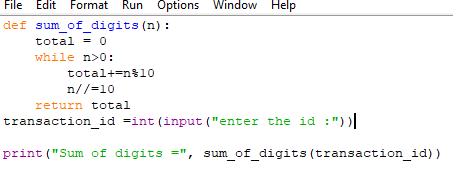 File Edit Format Run Options Window Help
def sum_of_digits(n):
    total = 0
    while n>0:
        total+=n%10
        n//=10
    return total
transaction_id =int(input("enter the id :"))
print("Sum of digits =", sum_of_digits(transaction_id))